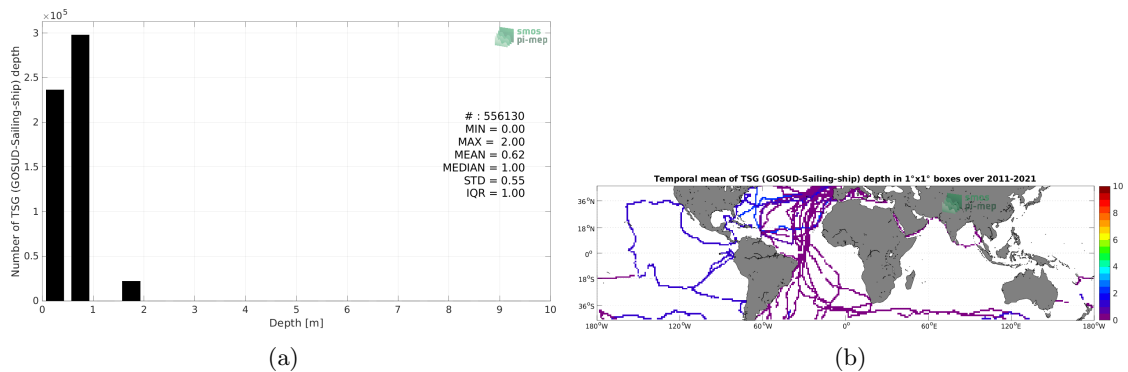 ×10⁵
3
2.5
2
1.5
1
0.5
0
Number of TSG (GOSUD-Sailing-ship) depth
smos
pi-mep
# : 556130
MIN = 0.00
MAX = 2.00
MEAN = 0.62
MEDIAN = 1.00
STD = 0.55
IQR = 1.00
0 1 2 3 4 5 6 7 8 9 10
Depth [m]
(a)
Temporal mean of TSG (GOSUD-Sailing-ship) depth in 1°x1° boxes over 2011-2021
36°N
18°N
0°
18°S
36°S
smos
pi-mep
180°W 120°W 60°W 0° 60°E 120°E 180°W
10
8
6
4
2
0
(b)